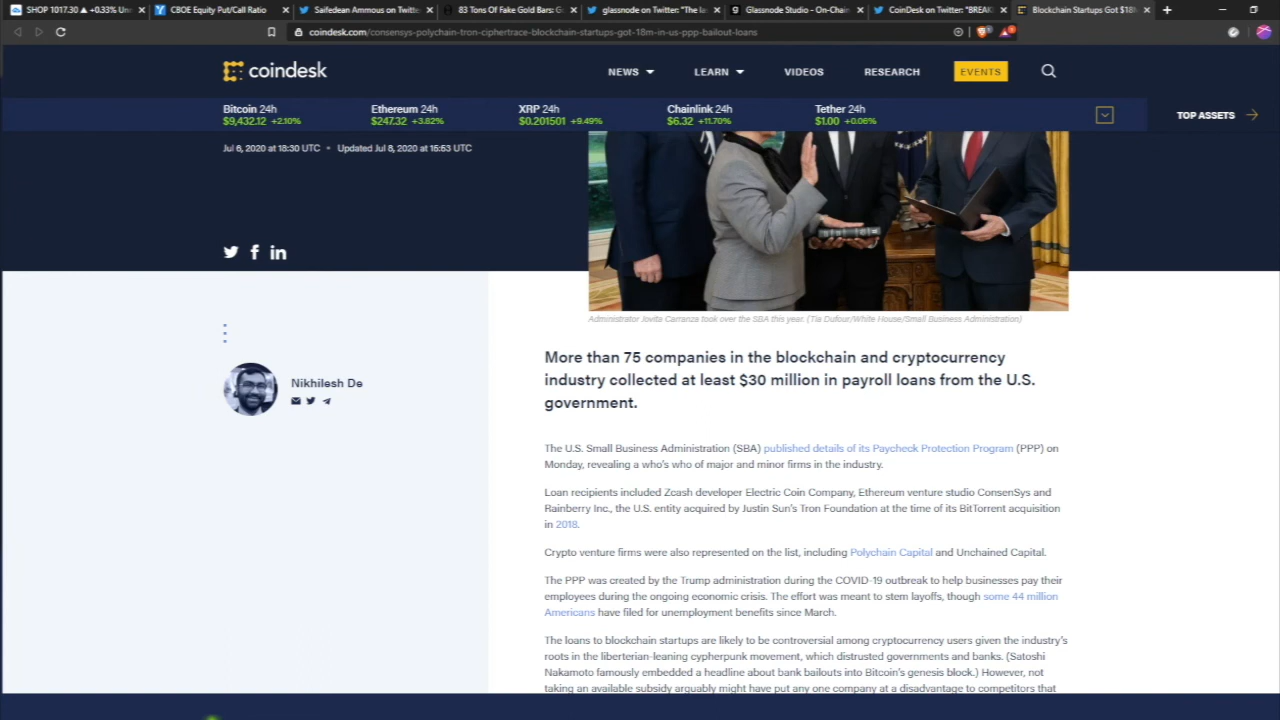 SHOP 1017.30 ▲ +0.33% Un
CBOE Equity Put/Call Ratio
Saifedean Ammous on Twitte
83 Tons Of Fake Gold Bars: G
glassnode on Twitter: "The la
Glassnode Studio - On-Chain
CoinDesk on Twitter: "BREAK
Blockchain Startups Got $18
coindesk.com/consensys-polychain-tron-ciphertrace-blockchain-startups-got-18m-in-us-ppp-bailout-loans
coindesk
NEWS
LEARN
VIDEOS
RESEARCH
EVENTS
Bitcoin 24h
$9,432.12 +2.10%
Ethereum 24h
$247.32 +3.82%
XRP 24h
$0.201501 +9.49%
Chainlink 24h
$6.32 +11.70%
Tether 24h
$1.00 +0.06%
TOP ASSETS
Jul 6, 2020 at 18:30 UTC • Updated Jul 8, 2020 at 15:53 UTC
Administrator Jovita Carranza took over the SBA this year. (Tia Dufour/White House/Small Business Administration)
Nikhilesh De
More than 75 companies in the blockchain and cryptocurrency
industry collected at least $30 million in payroll loans from the U.S.
government.
The U.S. Small Business Administration (SBA) published details of its Paycheck Protection Program (PPP) on
Monday, revealing a who's who of major and minor firms in the industry.
Loan recipients included Zcash developer Electric Coin Company, Ethereum venture studio ConsenSys and
Rainberry Inc., the U.S. entity acquired by Justin Sun's Tron Foundation at the time of its BitTorrent acquisition
in 2018.
Crypto venture firms were also represented on the list, including Polychain Capital and Unchained Capital.
The PPP was created by the Trump administration during the COVID-19 outbreak to help businesses pay their
employees during the ongoing economic crisis. The effort was meant to stem layoffs, though some 44 million
Americans have filed for unemployment benefits since March.
The loans to blockchain startups are likely to be controversial among cryptocurrency users given the industry's
roots in the liberterian-leaning cypherpunk movement, which distrusted governments and banks. (Satoshi
Nakamoto famously embedded a headline about bank bailouts into Bitcoin's genesis block.) However, not
taking an available subsidy arguably might have put any one company at a disadvantage to competitors that